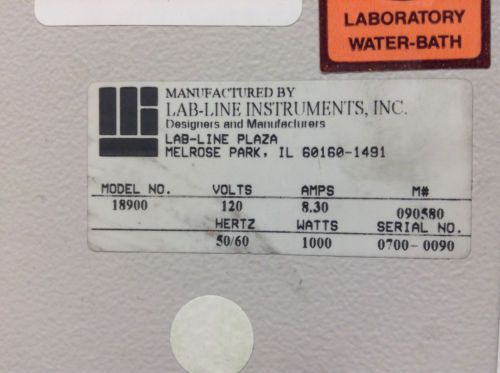 LABORATORY
WATER-BATH
MANUFACTURED BY
LAB-LINE INSTRUMENTS, INC.
Designers and Manufacturers
LAB-LINE PLAZA
MELROSE PARK, IL 60160-1491
MODEL NO. VOLTS AMPS M#
18900 120 8.30 090580
HERTZ WATTS SERIAL NO.
50/60 1000 0700-0090